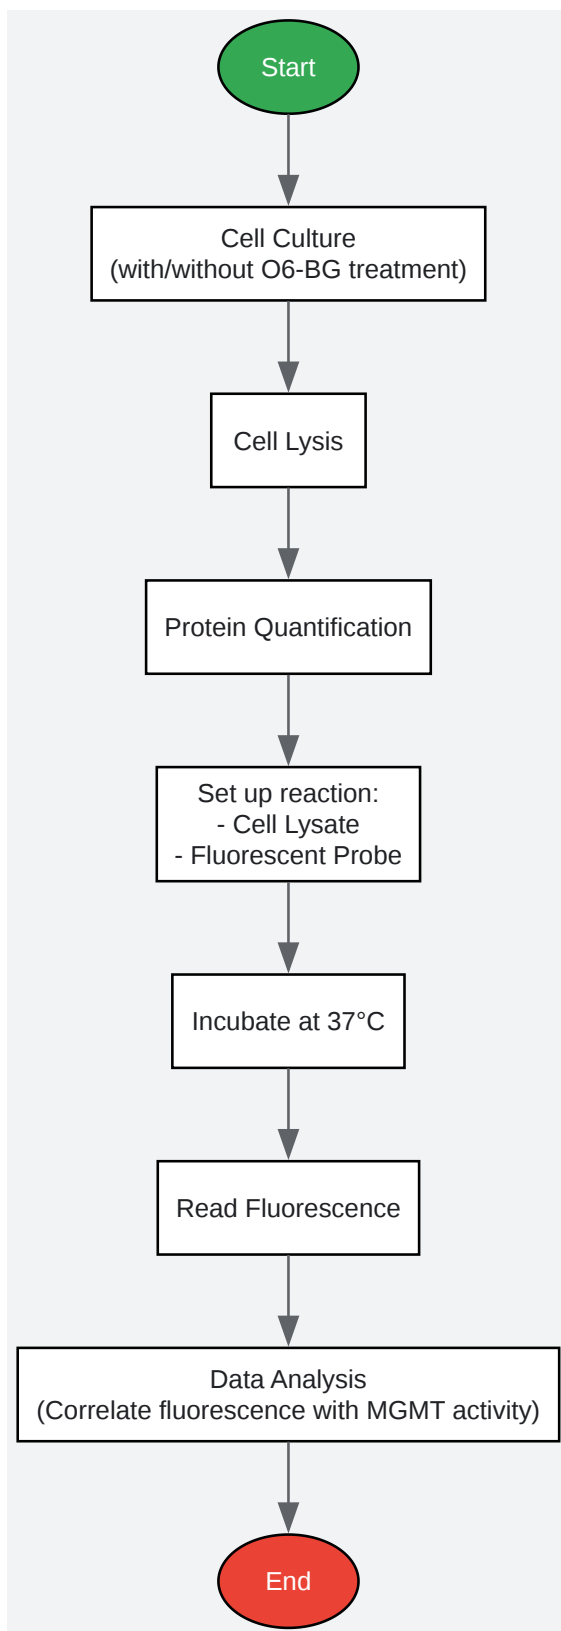 Start
Cell Culture
(with/without O6-BG treatment)
Cell Lysis
Protein Quantification
Set up reaction:
- Cell Lysate
- Fluorescent Probe
Incubate at 37°C
Read Fluorescence
Data Analysis
(Correlate fluorescence with MGMT activity)
End